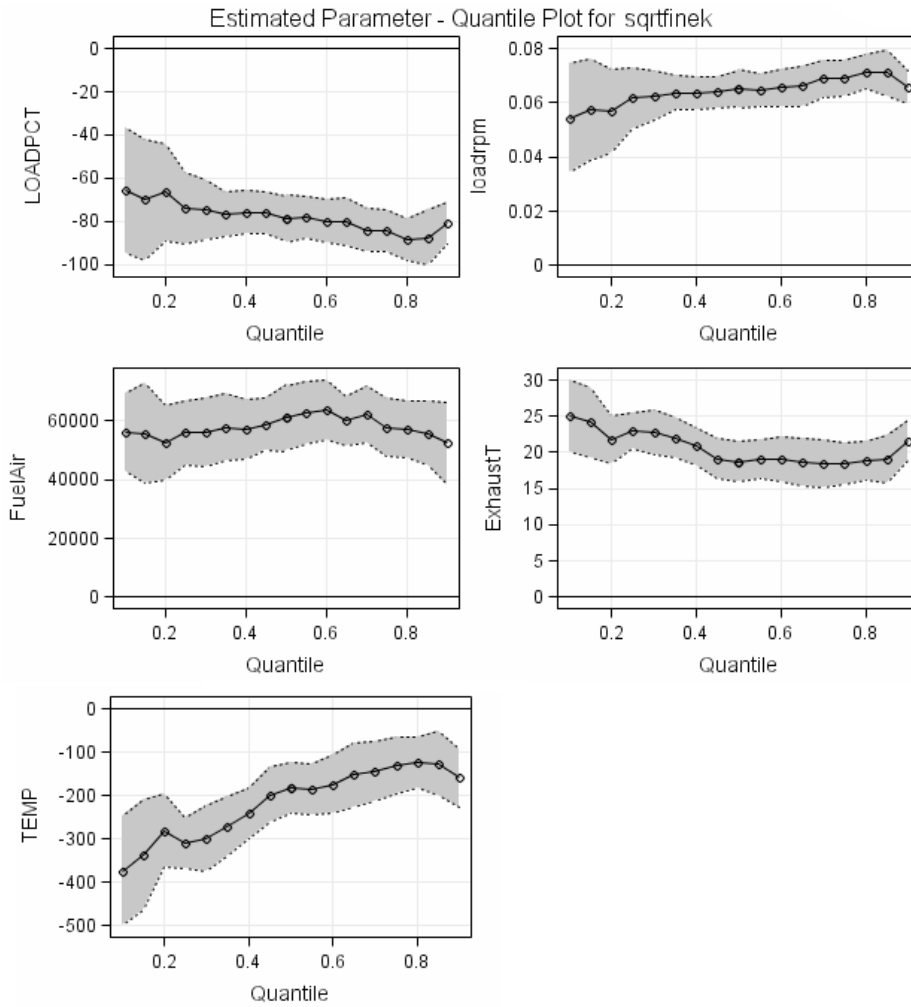 Estimated Parameter - Quantile Plot for sqrtfinek
0
-20
-40
-60
-80
-100
LOADPCT
0.2 0.4 0.6 0.8
Quantile
0.08
0.06
0.04
0.02
0
loadrpm
0.2 0.4 0.6 0.8
Quantile
60000
40000
20000
0
FuelAir
0.2 0.4 0.6 0.8
Quantile
30
25
20
15
10
5
0
ExhaustT
0.2 0.4 0.6 0.8
Quantile
0
-100
-200
-300
-400
-500
TEMP
0.2 0.4 0.6 0.8
Quantile